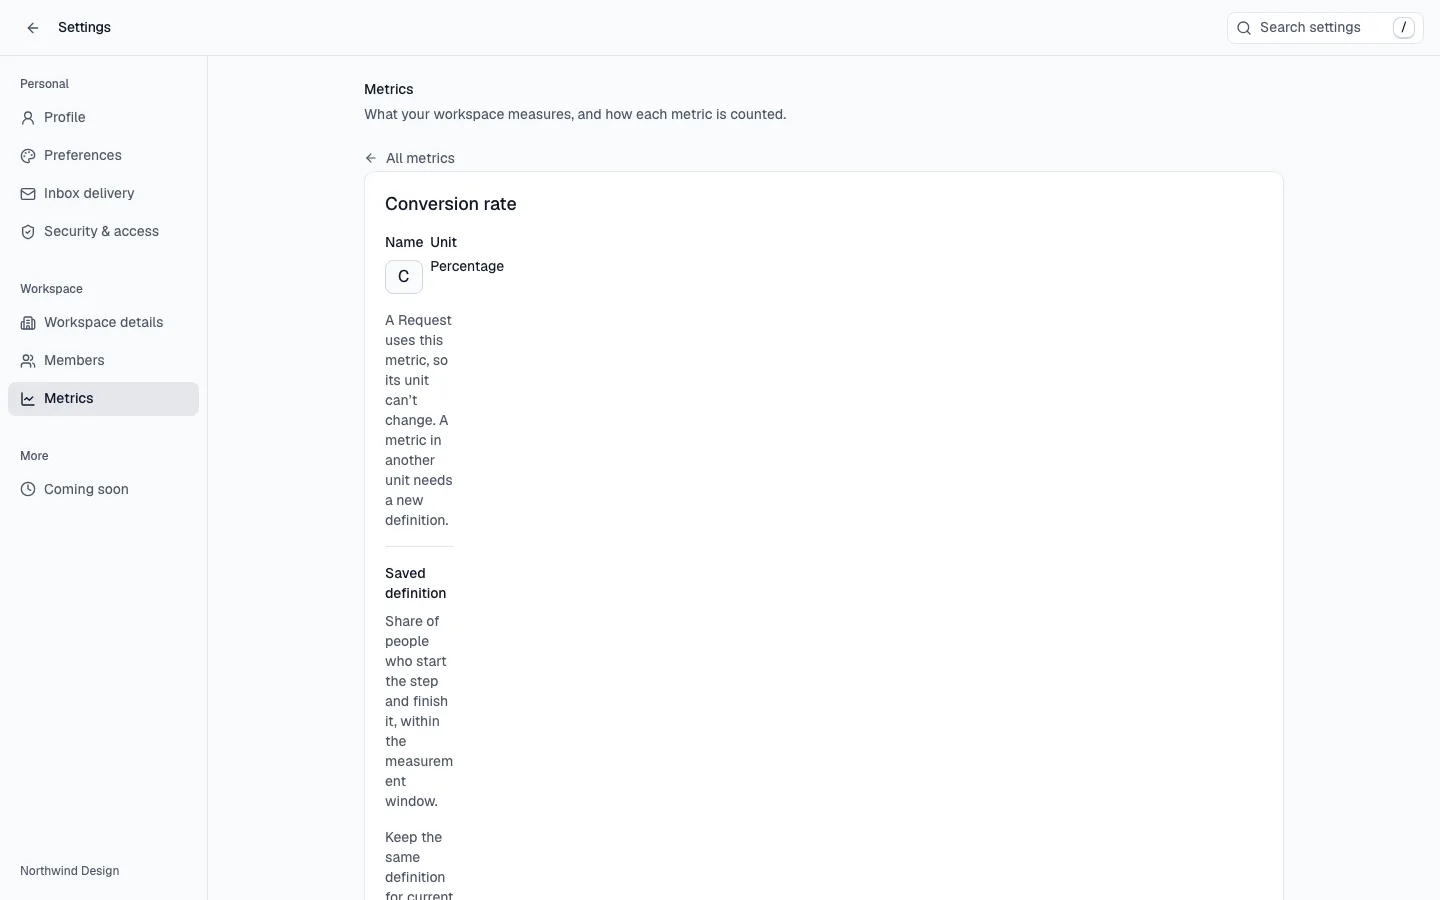 Settings
Search settings
/
Personal
Profile
Preferences
Inbox delivery
Security & access
Workspace
Workspace details
Members
Metrics
More
Coming soon
Northwind Design
Metrics
What your workspace measures, and how each metric is counted.
All metrics
Conversion rate
Name Unit
C Percentage
A Request
uses this
metric, so
its unit
can’t
change. A
metric in
another
unit needs
a new
definition.
Saved
definition
Share of
people
who start
the step
and finish
it, within
the
measurem
ent
window.
Keep the
same
definition
for current